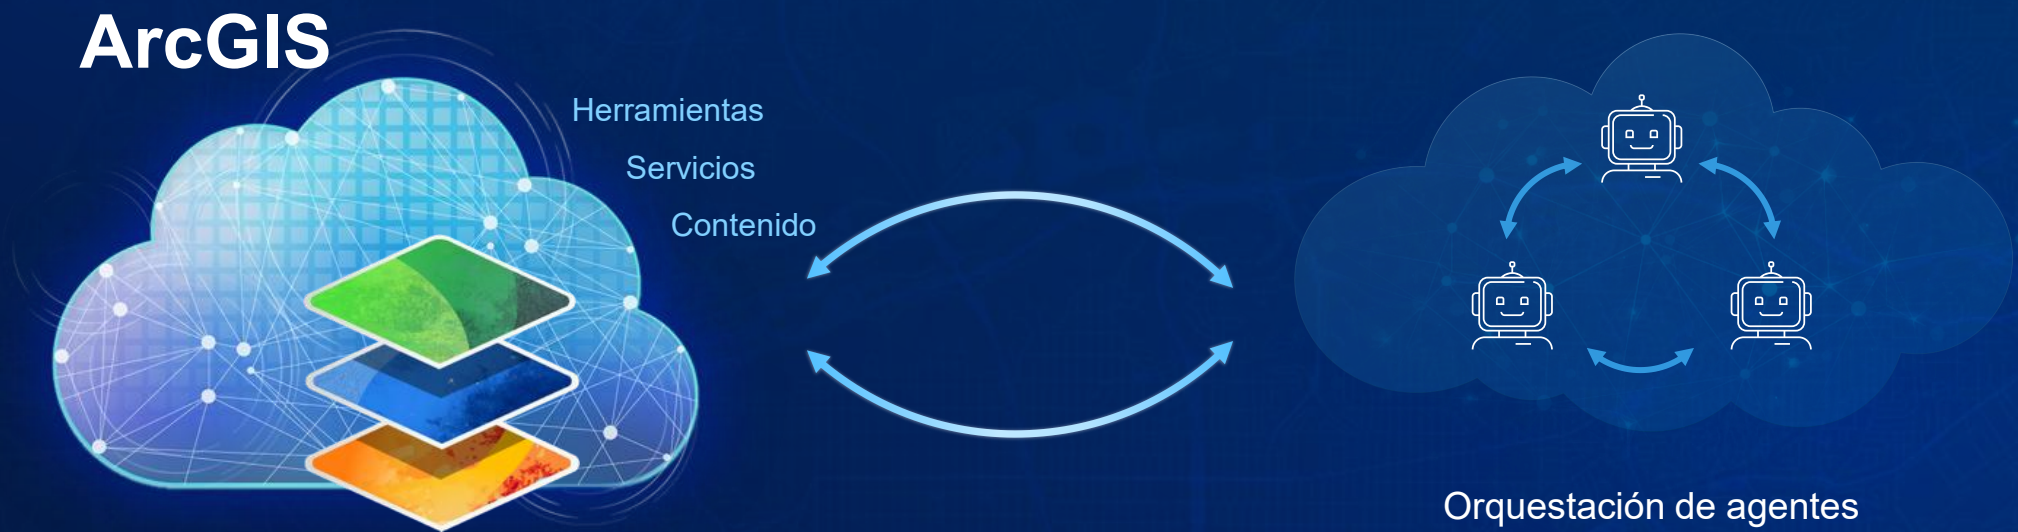 ArcGIS
Herramientas
Servicios
Contenido
Orquestación de agentes